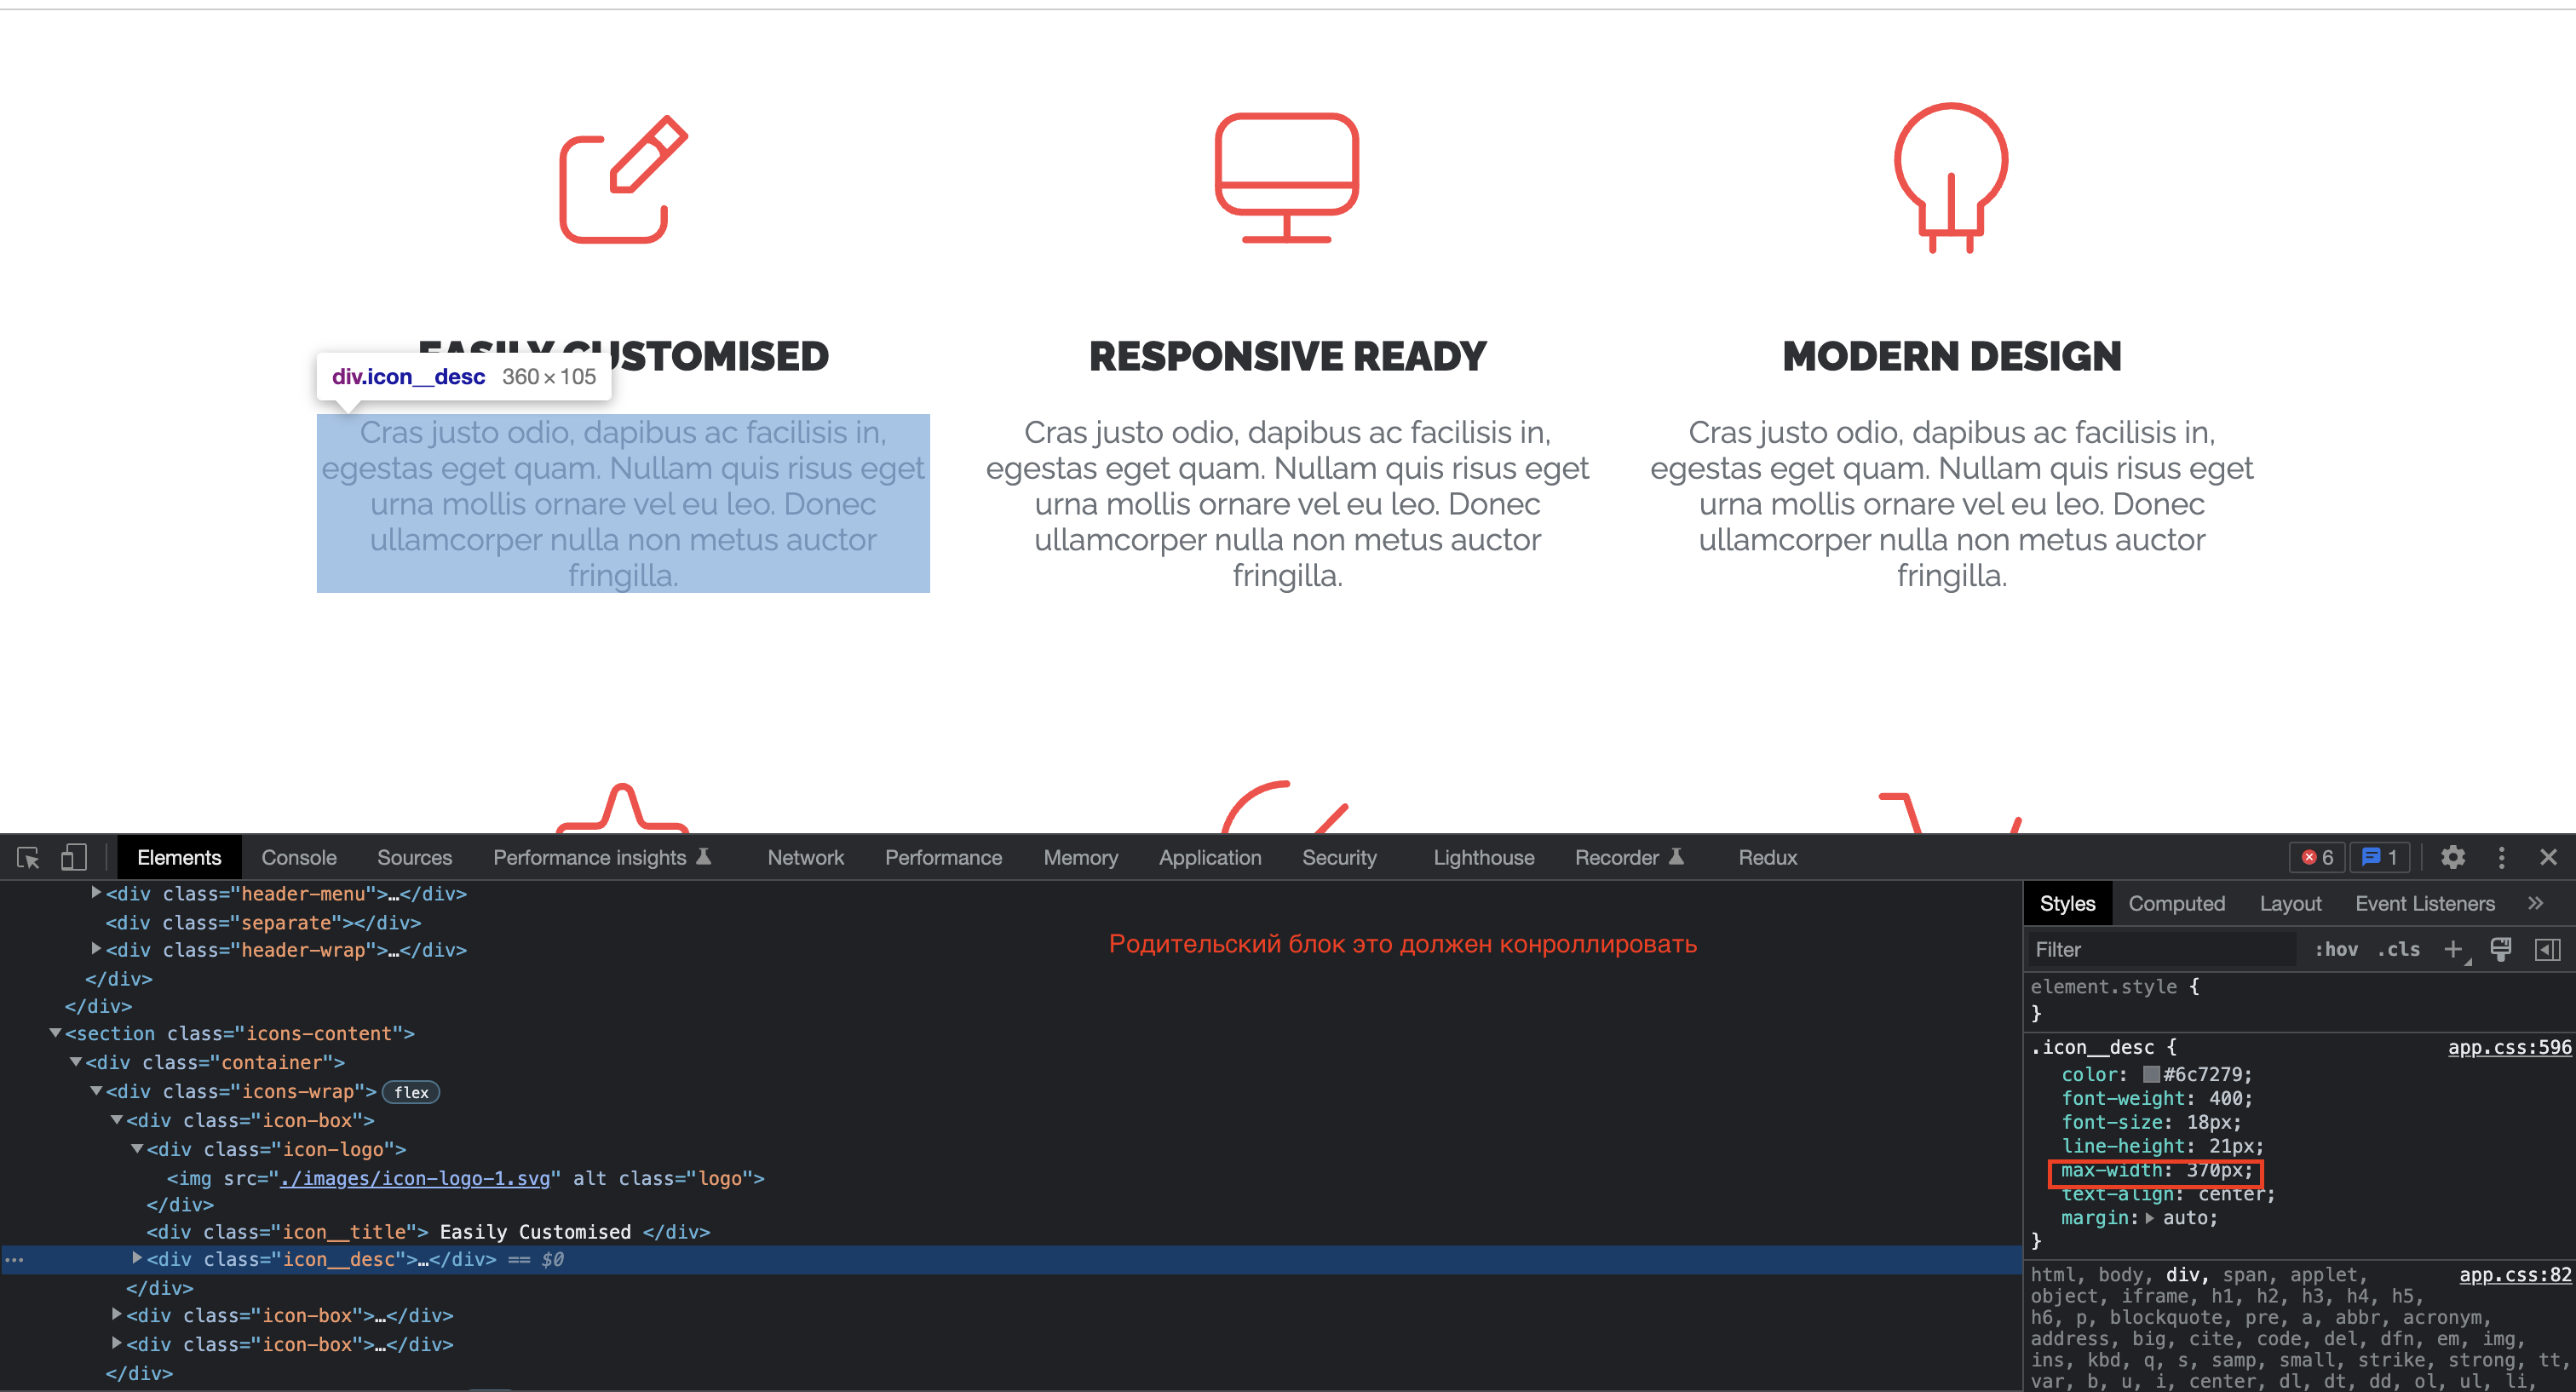 EASILY CUSTOMISED
RESPONSIVE READY
MODERN DESIGN
div.icon__desc 360 × 105
Cras justo odio, dapibus ac facilisis in,
egestas eget quam. Nullam quis risus eget
urna mollis ornare vel eu leo. Donec
ullamcorper nulla non metus auctor
fringilla.
Cras justo odio, dapibus ac facilisis in,
egestas eget quam. Nullam quis risus eget
urna mollis ornare vel eu leo. Donec
ullamcorper nulla non metus auctor
fringilla.
Cras justo odio, dapibus ac facilisis in,
egestas eget quam. Nullam quis risus eget
urna mollis ornare vel eu leo. Donec
ullamcorper nulla non metus auctor
fringilla.
Elements Console Sources Performance insights Network Performance Memory Application Security Lighthouse Recorder Redux 6 1
<div class="header-menu">…</div>
<div class="separate"></div>
<div class="header-wrap">…</div>
</div>
</div>
<section class="icons-content">
<div class="container">
<div class="icons-wrap"> flex
<div class="icon-box">
<div class="icon-logo">
<img src="./images/icon-logo-1.svg" alt class="logo">
</div>
<div class="icon__title"> Easily Customised </div>
… <div class="icon__desc">…</div> == $0
</div>
<div class="icon-box">…</div>
<div class="icon-box">…</div>
</div>
Родительский блок это должен конроллировать
Styles Computed Layout Event Listeners »
Filter :hov .cls +
element.style {
}
.icon__desc { app.css:596
color: #6c7279;
font-weight: 400;
font-size: 18px;
line-height: 21px;
max-width: 370px;
text-align: center;
margin: auto;
}
html, body, div, span, applet, app.css:82
object, iframe, h1, h2, h3, h4, h5,
h6, p, blockquote, pre, a, abbr, acronym,
address, big, cite, code, del, dfn, em, img,
ins, kbd, q, s, samp, small, strike, strong, tt,
var, b, u, i, center, dl, dt, dd, ol, ul, li,